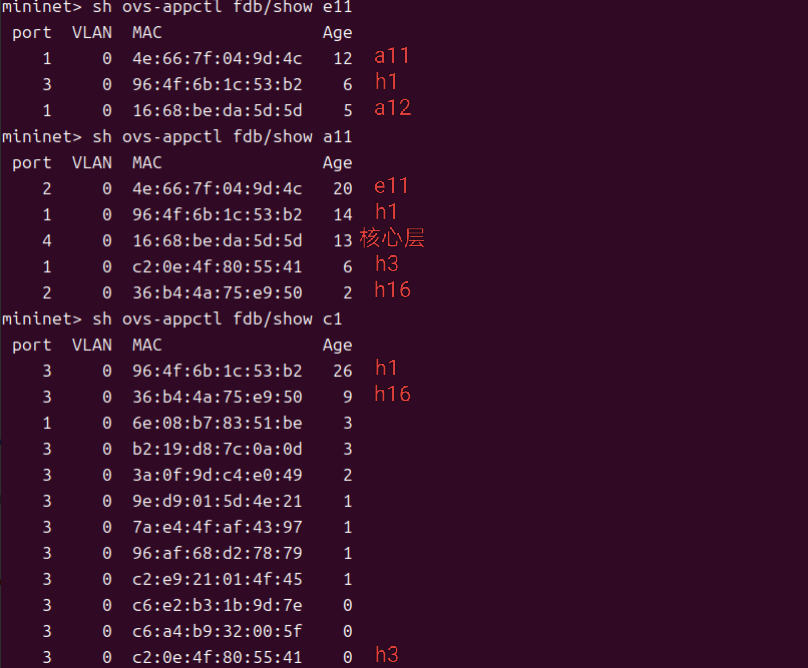 mininet> sh ovs-appctl fdb/show e11
port VLAN MAC Age
1 0 4e:66:7f:04:9d:4c 12 a11
3 0 96:4f:6b:1c:53:b2 6 h1
1 0 16:68:be:da:5d:5d 5 a12
mininet> sh ovs-appctl fdb/show a11
port VLAN MAC Age
2 0 4e:66:7f:04:9d:4c 20 e11
1 0 96:4f:6b:1c:53:b2 14 h1
4 0 16:68:be:da:5d:5d 13 核心层
1 0 c2:0e:4f:80:55:41 6 h3
2 0 36:b4:4a:75:e9:50 2 h16
mininet> sh ovs-appctl fdb/show c1
port VLAN MAC Age
3 0 96:4f:6b:1c:53:b2 26 h1
3 0 36:b4:4a:75:e9:50 9 h16
1 0 6e:08:b7:83:51:be 3
3 0 b2:19:d8:7c:0a:0d 3
3 0 3a:0f:9d:c4:e0:49 2
3 0 9e:d9:01:5d:4e:21 1
3 0 7a:e4:4f:af:43:97 1
3 0 96:af:68:d2:78:79 1
3 0 c2:e9:21:01:4f:45 1
3 0 c6:e2:b3:1b:9d:7e 0
3 0 c6:a4:b9:32:00:5f 0
3 0 c2:0e:4f:80:55:41 0 h3